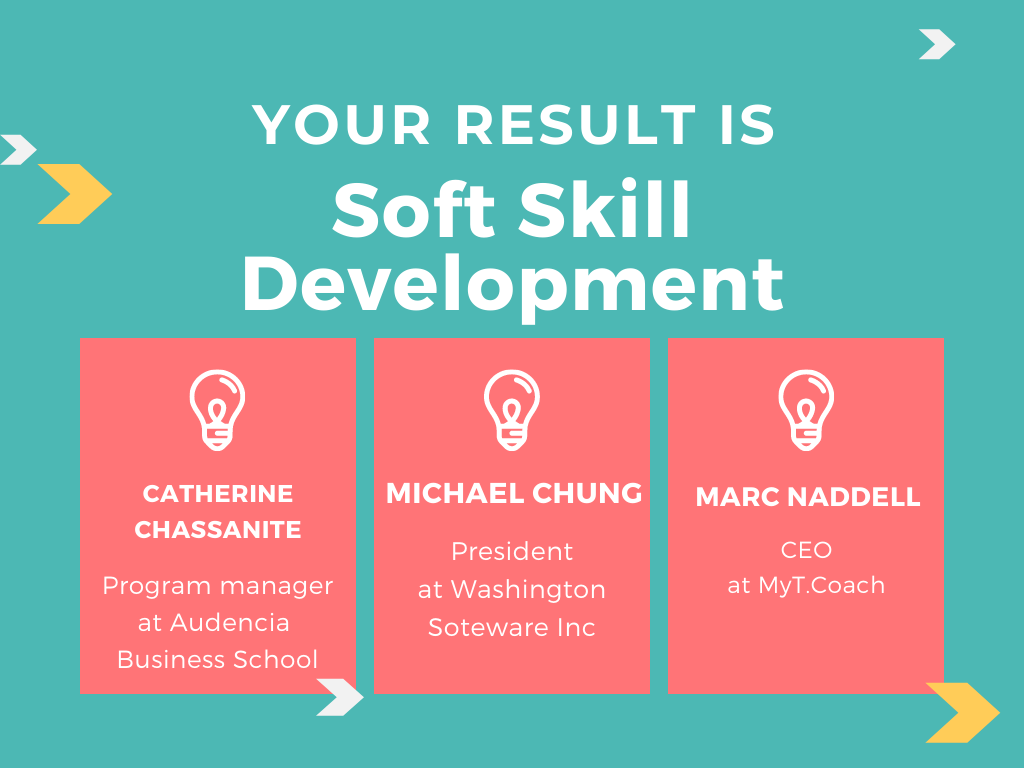 YOUR RESULT IS
Soft Skill
Development
CATHERINE
CHASSANITE
Program manager
at Audencia
Business School
MICHAEL CHUNG
President
at Washington
Soteware Inc
MARC NADDELL
CEO
at MyT.Coach